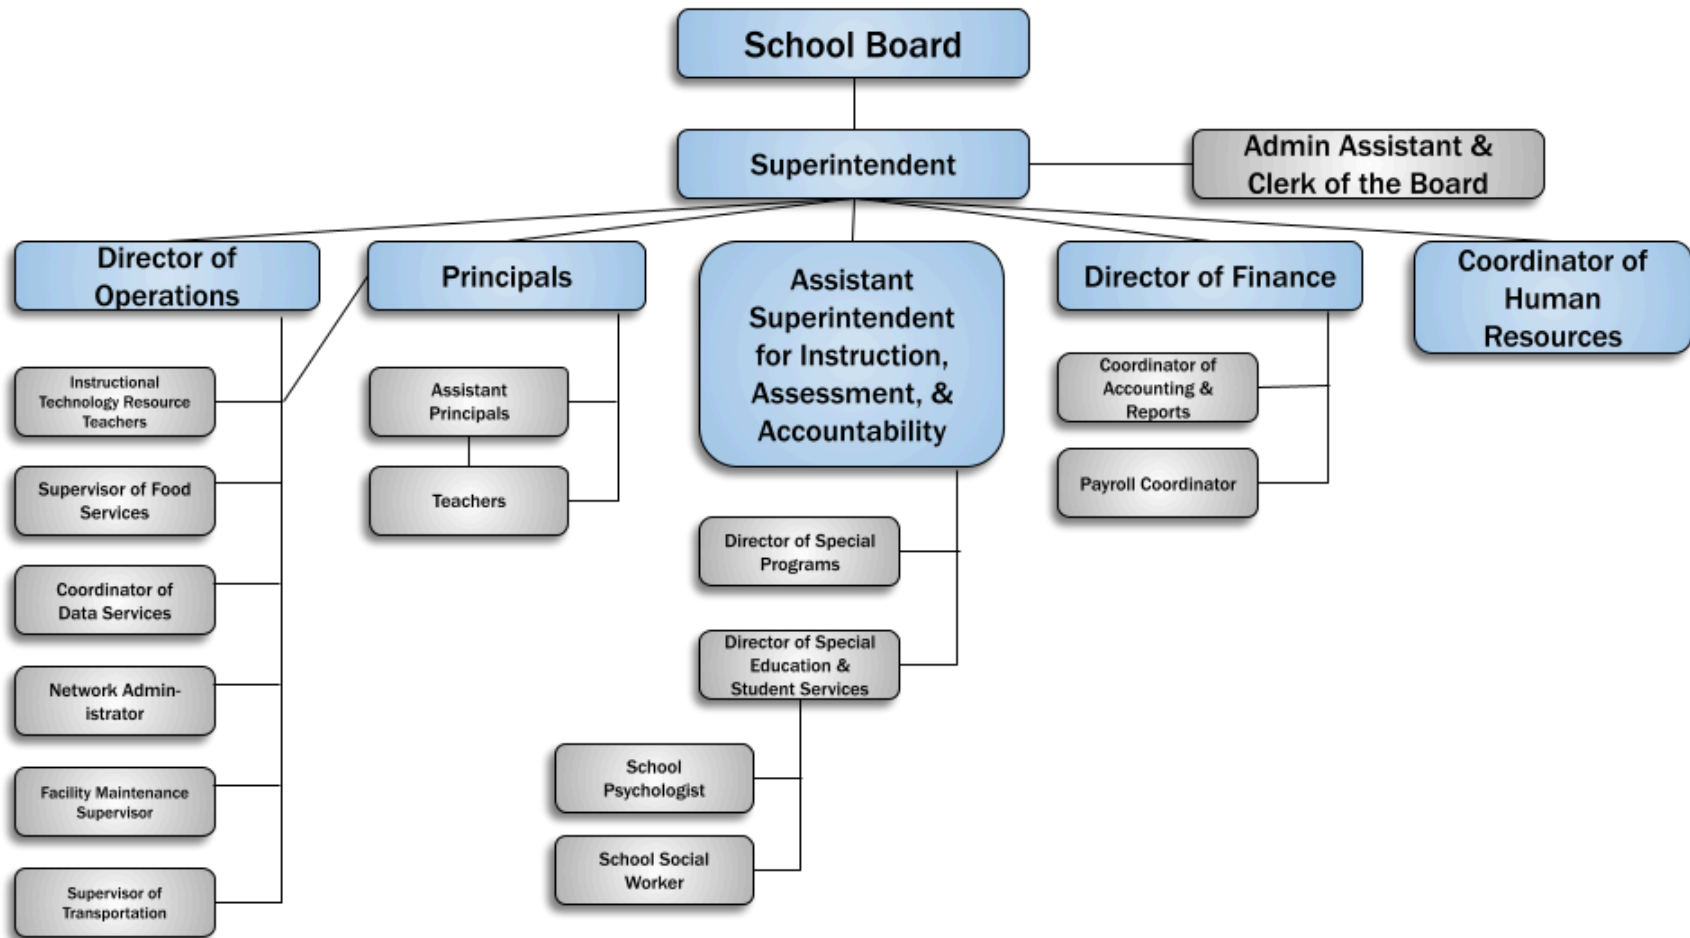 School Board
Superintendent
Admin Assistant &
Clerk of the Board
Director of
Operations
Principals
Assistant
Superintendent
for Instruction,
Assessment, &
Accountability
Director of Finance
Coordinator of
Human
Resources
Instructional
Technology Resource
Teachers
Supervisor of Food
Services
Coordinator of
Data Services
Network Admin-
istrator
Facility Maintenance
Supervisor
Supervisor of
Transportation
Assistant
Principals
Teachers
Director of Special
Programs
Director of Special
Education &
Student Services
School
Psychologist
School Social
Worker
Coordinator of
Accounting &
Reports
Payroll Coordinator